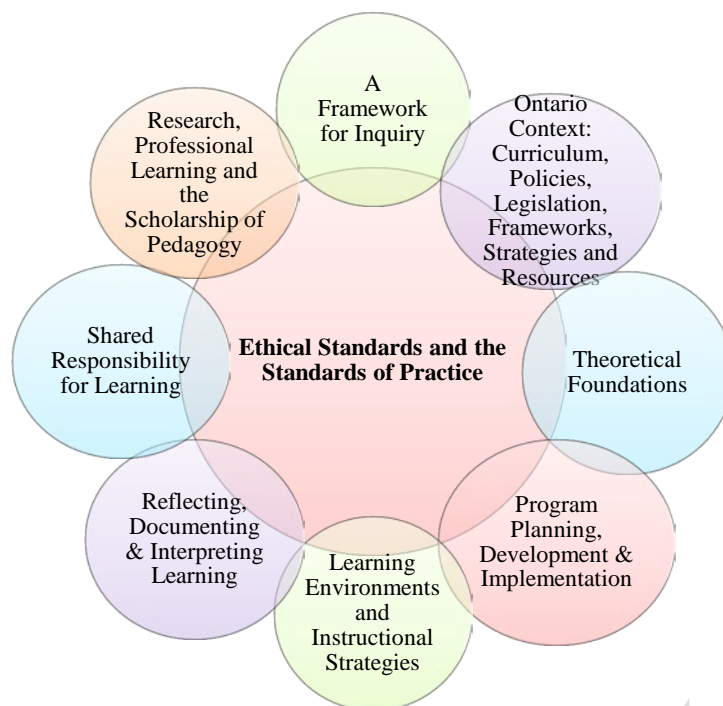 A
Framework
for Inquiry
Ontario
Context:
Curriculum,
Policies,
Legislation,
Frameworks,
Strategies and
Resources
Theoretical
Foundations
Program
Planning,
Development &
Implementation
Learning
Environments
and
Instructional
Strategies
Reflecting,
Documenting
& Interpreting
Learning
Shared
Responsibility
for Learning
Research,
Professional
Learning and
the
Scholarship of
Pedagogy
Ethical Standards and the
Standards of Practice